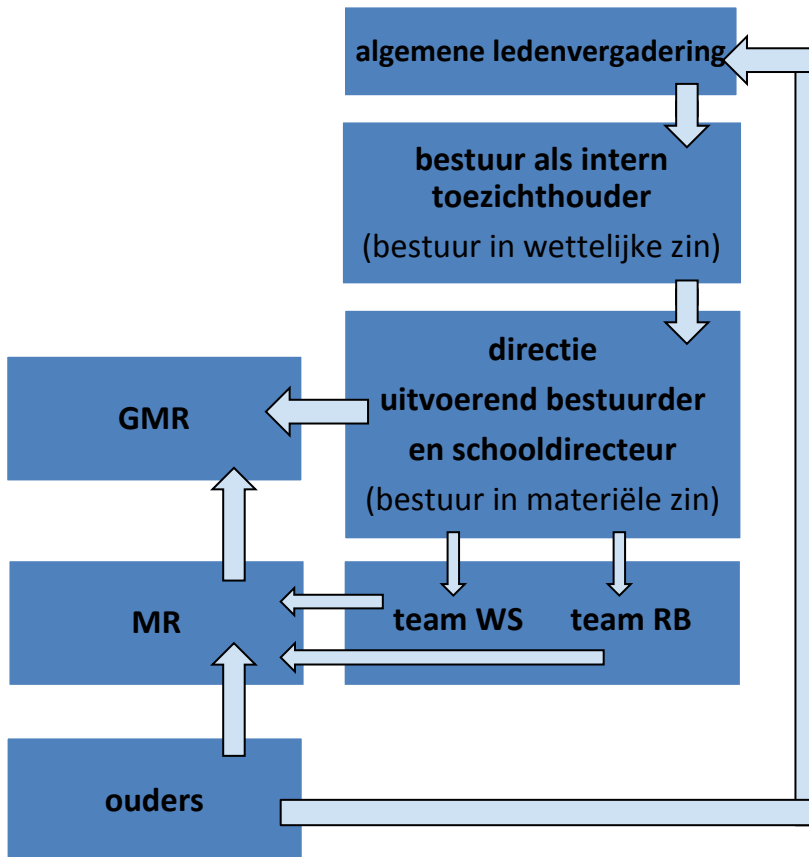 algemene ledenvergadering
bestuur als intern
toezichthouder
(bestuur in wettelijke zin)
directie
uitvoerend bestuurder
en schooldirecteur
(bestuur in materiële zin)
GMR
MR
team WS team RB
ouders